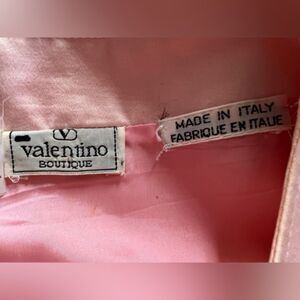 Valentino
BOUTIQUE
MADE IN ITALY
FABRIQUE EN ITALIE